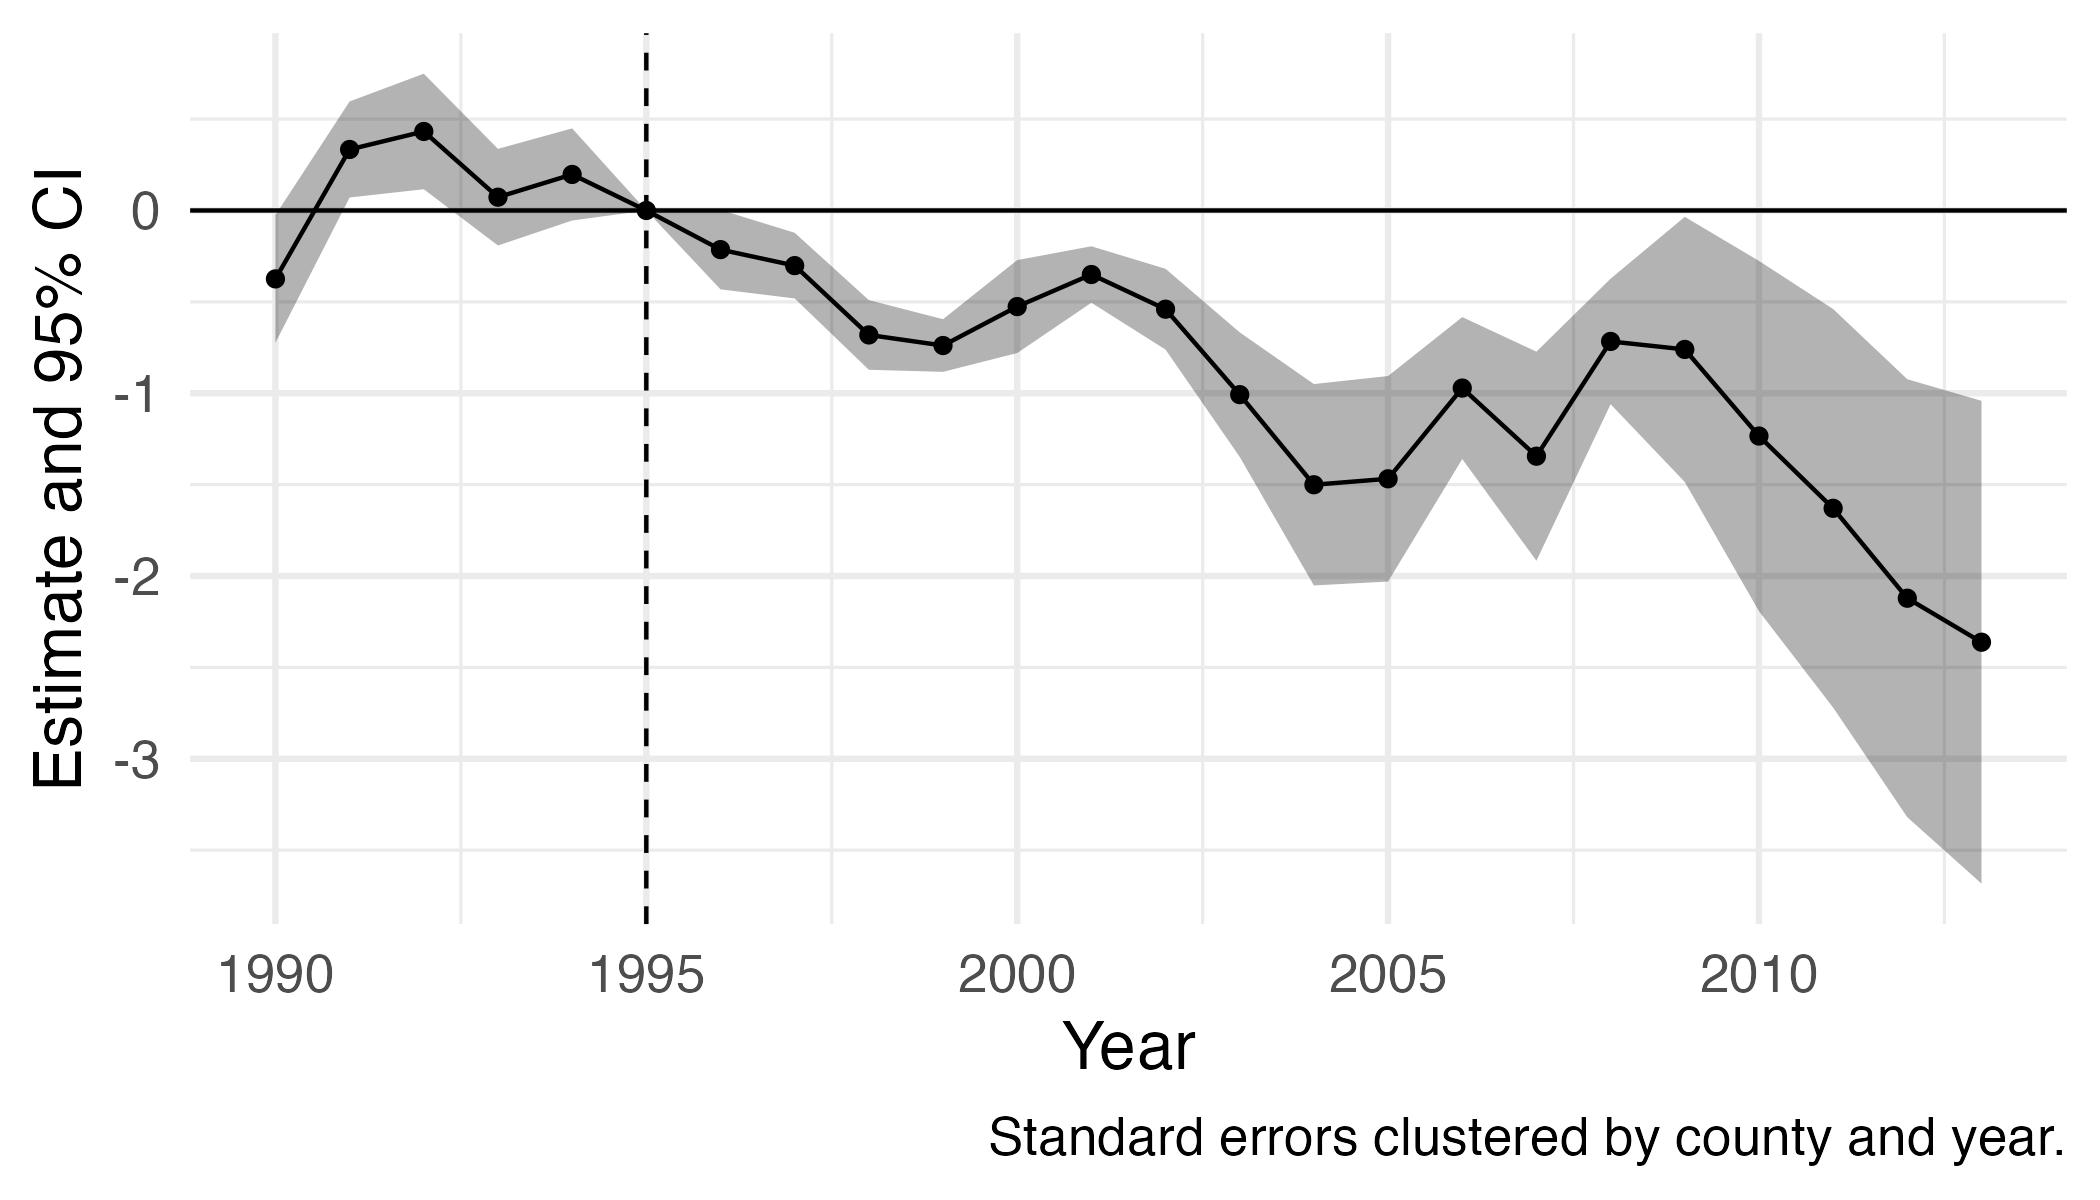 Estimate and 95% CI
0
-1
-2
-3
1990 1995 2000 2005 2010
Year
Standard errors clustered by county and year.